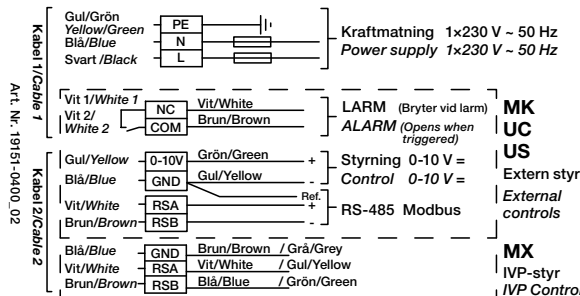 Kabel 1/Cable 1
Gul/Grön
Yellow/Green
PE
Blå/Blue
N
Svart /Black
L
Kraftmatning 1×230 V ~ 50 Hz
Power supply 1×230 V ~ 50 Hz
Vit 1/White 1
NC
Vit/White
Vit 2/
White 2
COM
Brun/Brown
LARM (Bryter vid larm)
ALARM (Opens when
triggered)
MK
UC
US
Extern styr
External
controls
Art. Nr. 19151-0400_02
Kabel 2/Cable 2
Gul/Yellow
0-10V
Grön/Green
+
Styrning 0-10 V =
Blå/Blue
GND
Gul/Yellow
-
Control 0-10 V =
Ref.
Vit/White
RSA
+
RS-485 Modbus
Brun/Brown
RSB
-
Blå/Blue
GND
Brun/Brown / Grå/Grey
Vit/White
RSA
Vit/White / Gul/Yellow
Brun/Brown
RSB
Blå/Blue / Grön/Green
MX
IVP-styr
IVP Control